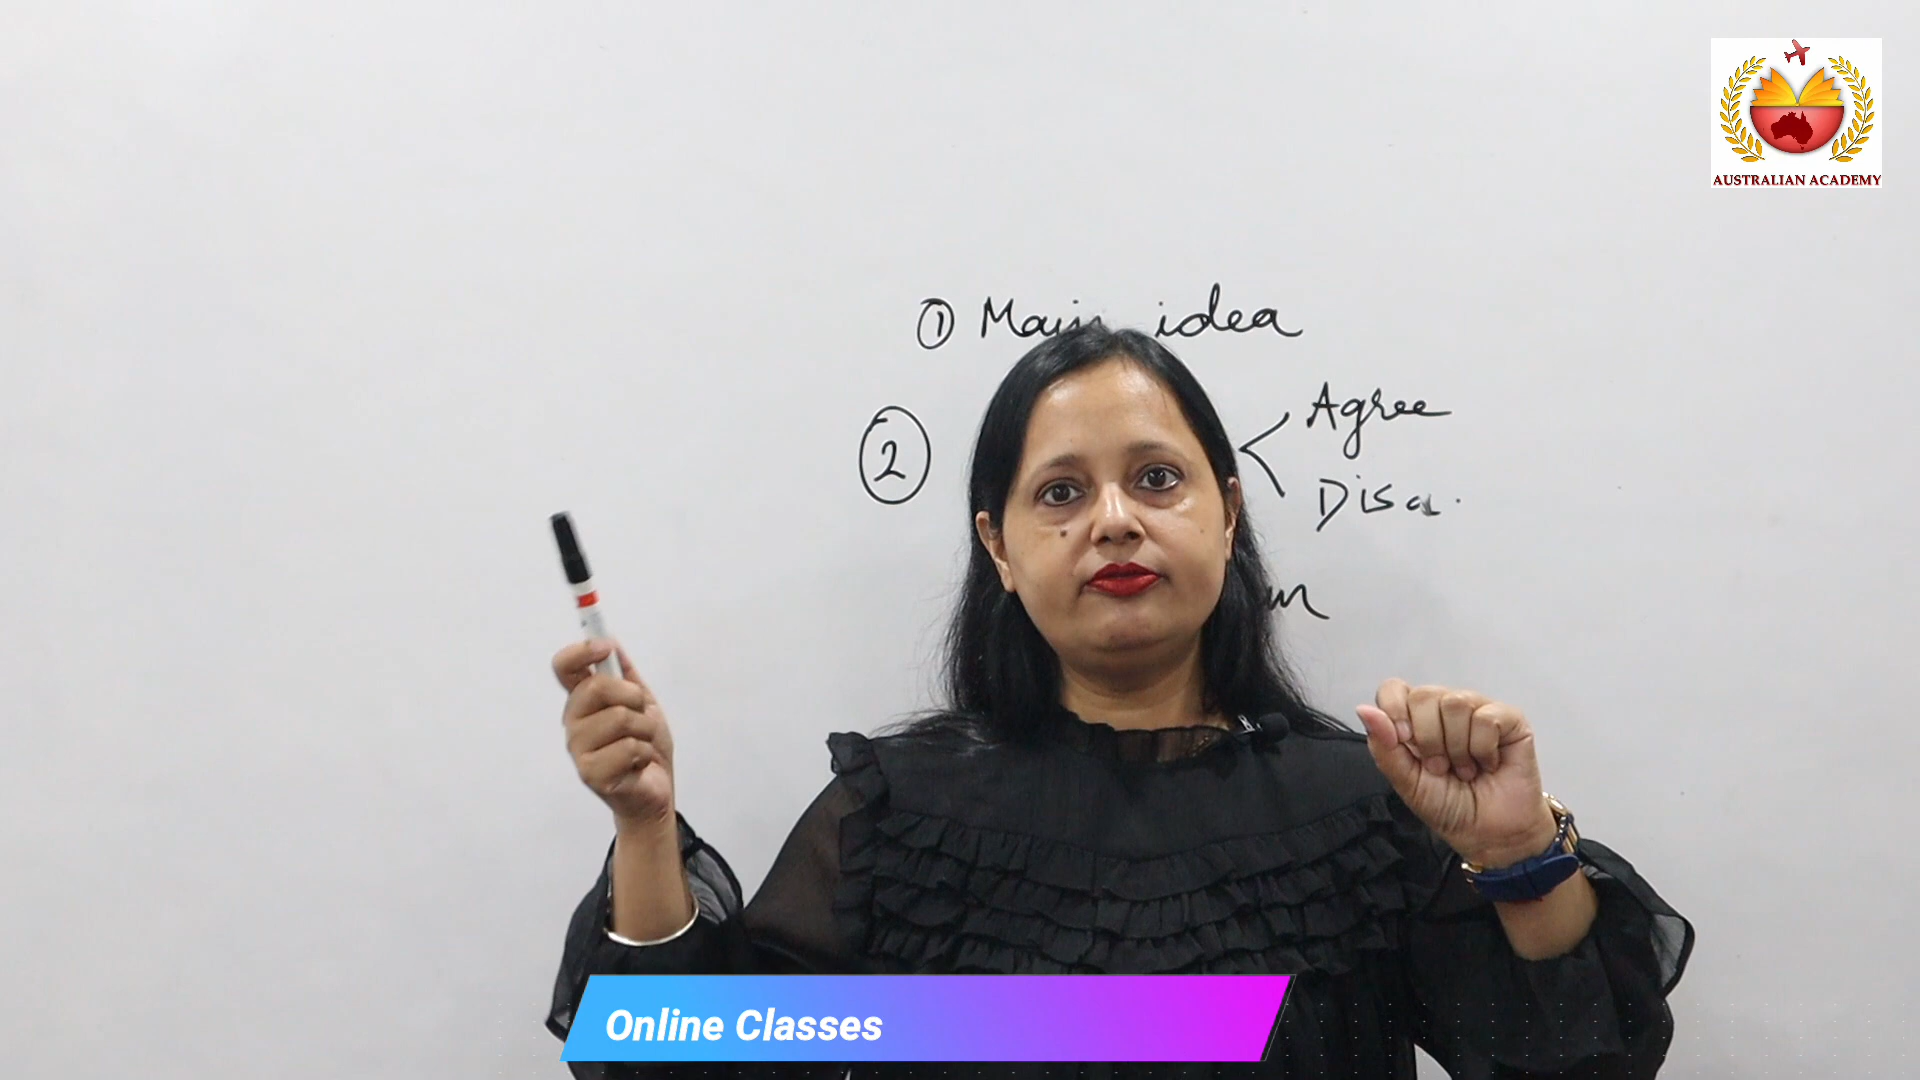 AUSTRALIAN ACADEMY
① Main idea
②
Agree
Disa.
Online Classes